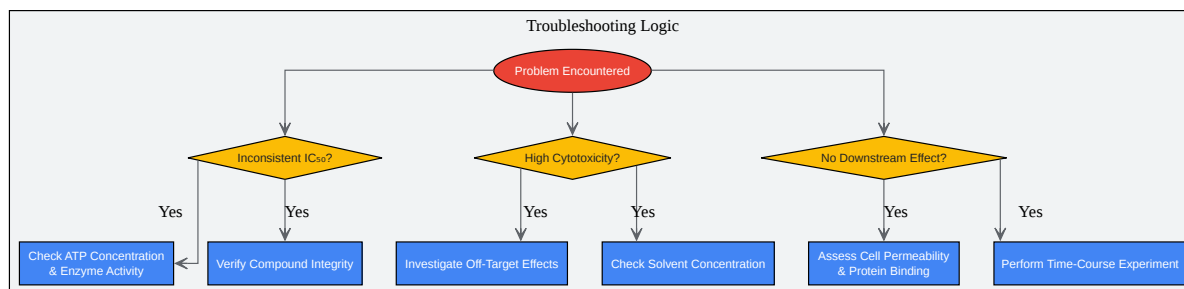 Troubleshooting Logic
Problem Encountered
Inconsistent IC₅₀?
High Cytotoxicity?
No Downstream Effect?
Yes
Yes
Yes
Yes
Yes
Yes
Check ATP Concentration
& Enzyme Activity
Verify Compound Integrity
Investigate Off-Target Effects
Check Solvent Concentration
Assess Cell Permeability
& Protein Binding
Perform Time-Course Experiment